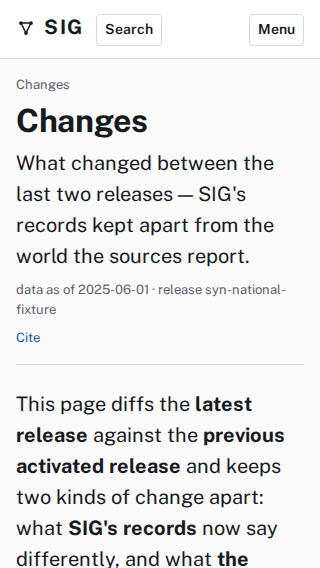 SIG
Search
Menu
Changes
Changes
What changed between the
last two releases — SIG's
records kept apart from the
world the sources report.
data as of 2025-06-01 · release syn-national-
fixture
Cite
This page diffs the latest
release against the previous
activated release and keeps
two kinds of change apart:
what SIG's records now say
differently, and what the